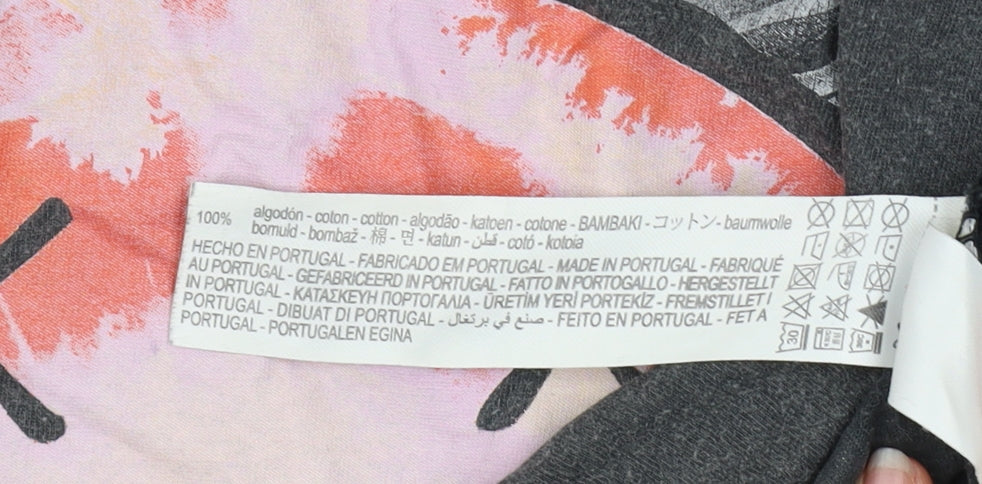 100% algodón - coton - cotton - algodão - katoen - cotone - BAMBAKI - コットン - baumwolle
bomuld - bombaž - 棉 - 면 - katun - قطن - cotó - kotoia
HECHO EN PORTUGAL - FABRICADO EM PORTUGAL - MADE IN PORTUGAL - FABRIQUÉ
AU PORTUGAL - GEFABRICEERD IN PORTUGAL - FATTO IN PORTOGALLO - HERGESTELLT
IN PORTUGAL - ΚΑΤΑΣΚΕΥΗ ΠΟΡΤΟΓΑΛΙΑ - ÜRETİM YERİ PORTEKİZ - FREMSTILLET I
PORTUGAL - DIBUAT DI PORTUGAL - صنع في بركغال - FEITO EN PORTUGAL - FET A
PORTUGAL - PORTUGALEN EGINA
30